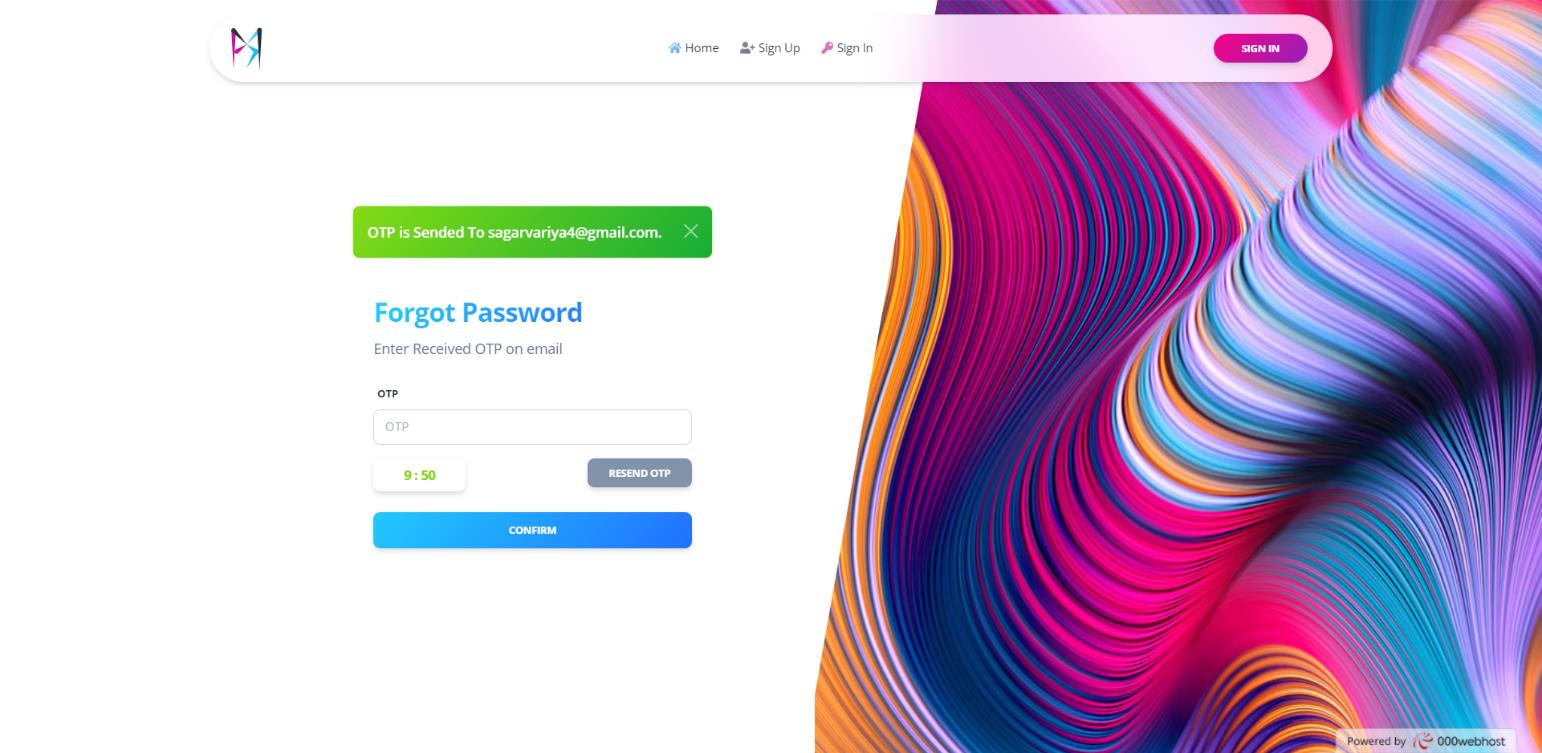 Home Sign Up Sign In SIGN IN
OTP is Sended To sagarvariya4@gmail.com.
Forgot Password
Enter Received OTP on email
OTP
OTP
9 : 50 RESEND OTP
CONFIRM
Powered by 000webhost